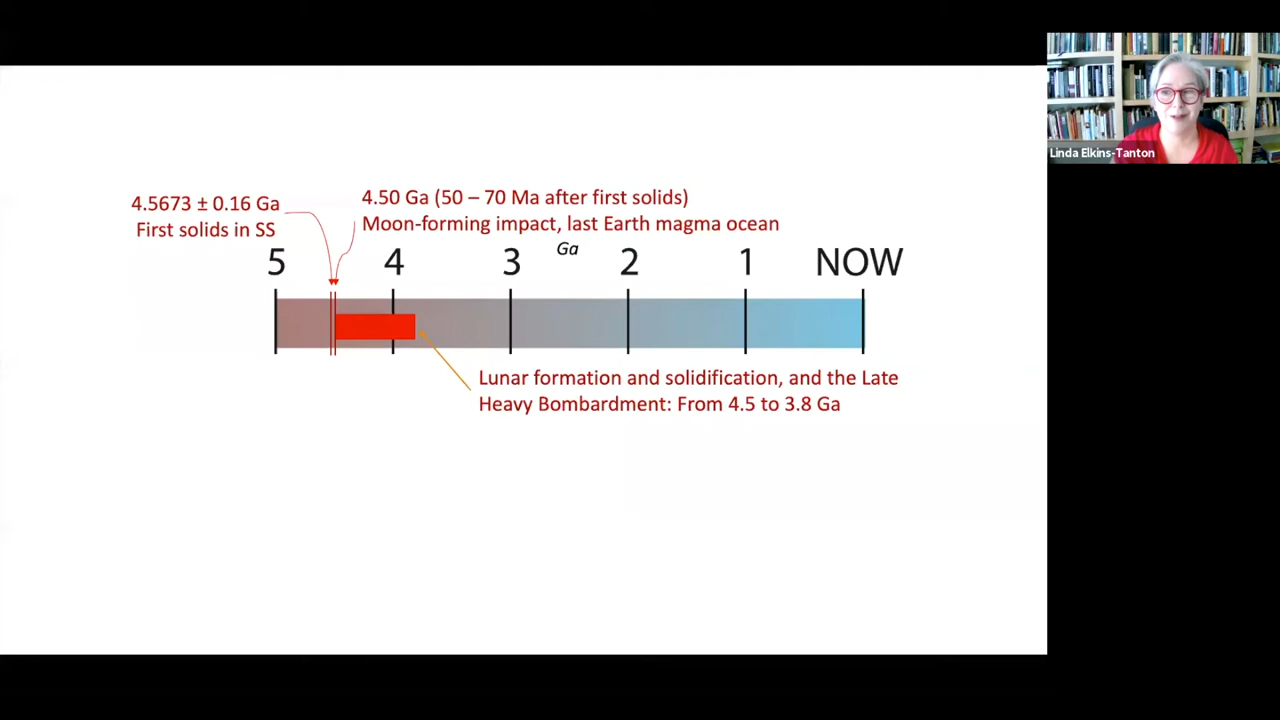 Linda Elkins-Tanton
4.5673 ± 0.16 Ga
First solids in SS
4.50 Ga (50 – 70 Ma after first solids)
Moon-forming impact, last Earth magma ocean
Ga
5 4 3 2 1 NOW
Lunar formation and solidification, and the Late
Heavy Bombardment: From 4.5 to 3.8 Ga